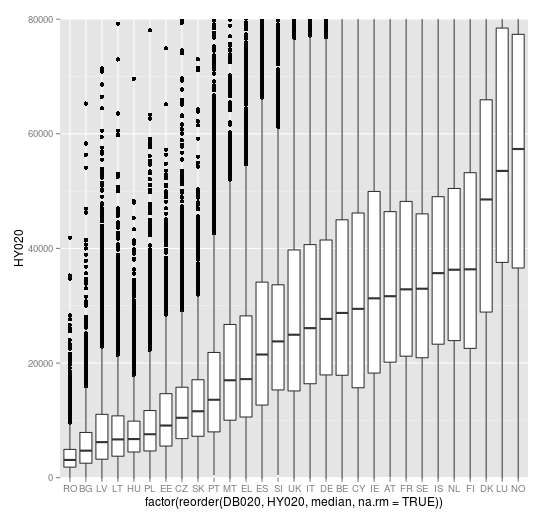 80000
60000
40000
20000
0
HY020
RO BG LV LT HU PL EE CZ SK PT MT EL ES SI UK IT DE BE CY IE AT FR SE IS NL FI DK LU NO
factor(reorder(DB020, HY020, median, na.rm = TRUE))